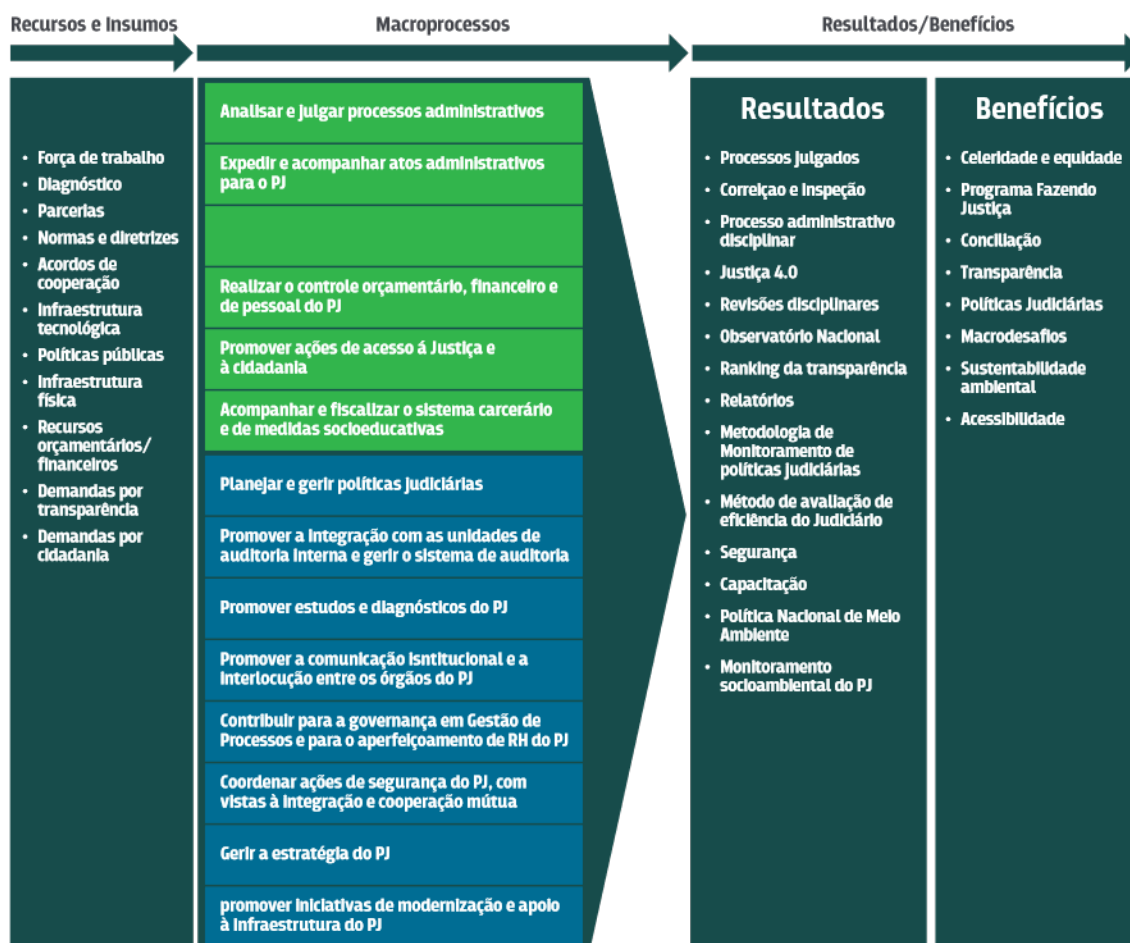 Recursos e Insumos
Macroprocessos
Resultados/Benefícios
• Força de trabalho
• Diagnóstico
• Parcerias
• Normas e diretrizes
• Acordos de
cooperação
• Infraestrutura
tecnológica
• Políticas públicas
• Infraestrutura
física
• Recursos
orçamentários/
financeiros
• Demandas por
transparência
• Demandas por
cidadania
Analisar e julgar processos administrativos
Expedir e acompanhar atos administrativos
para o PJ
Realizar o controle orçamentário, financeiro e
de pessoal do PJ
Promover ações de acesso á Justiça e
à cidadania
Acompanhar e fiscalizar o sistema carcerário
e de medidas socioeducativas
Planejar e gerir políticas judiciárias
Promover a integração com as unidades de
auditoria interna e gerir o sistema de auditoria
Promover estudos e diagnósticos do PJ
Promover a comunicação isntitucional e a
interlocução entre os órgãos do PJ
Contribuir para a governança em Gestão de
Processos e para o aperfeiçoamento de RH do PJ
Coordenar ações de segurança do PJ, com
vistas à integração e cooperação mútua
Gerir a estratégia do PJ
promover iniciativas de modernização e apoio
à infraestrutura do PJ
Resultados
• Processos julgados
• Correiçao e Inspeção
• Processo administrativo
disciplinar
• Justiça 4.0
• Revisões disciplinares
• Observatório Nacional
• Ranking da transparência
• Relatórios
• Metodologia de
Monitoramento de
políticas judiciárias
• Método de avaliação de
eficiência do Judiciário
• Segurança
• Capacitação
• Política Nacional de Meio
Ambiente
• Monitoramento
socioambiental do PJ
Benefícios
• Celeridade e equidade
• Programa Fazendo
Justiça
• Conciliação
• Transparência
• Políticas Judiciárias
• Macrodesafios
• Sustentabilidade
ambiental
• Acessibilidade